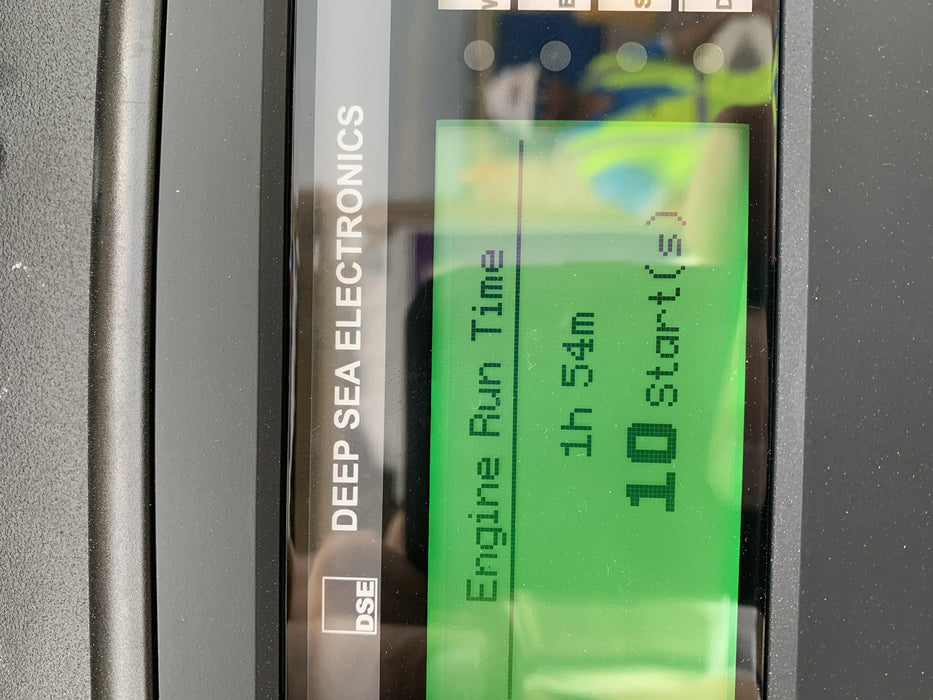 DSE DEEP SEA ELECTRONICS
Engine Run Time
1h 54m
10 Start(s)